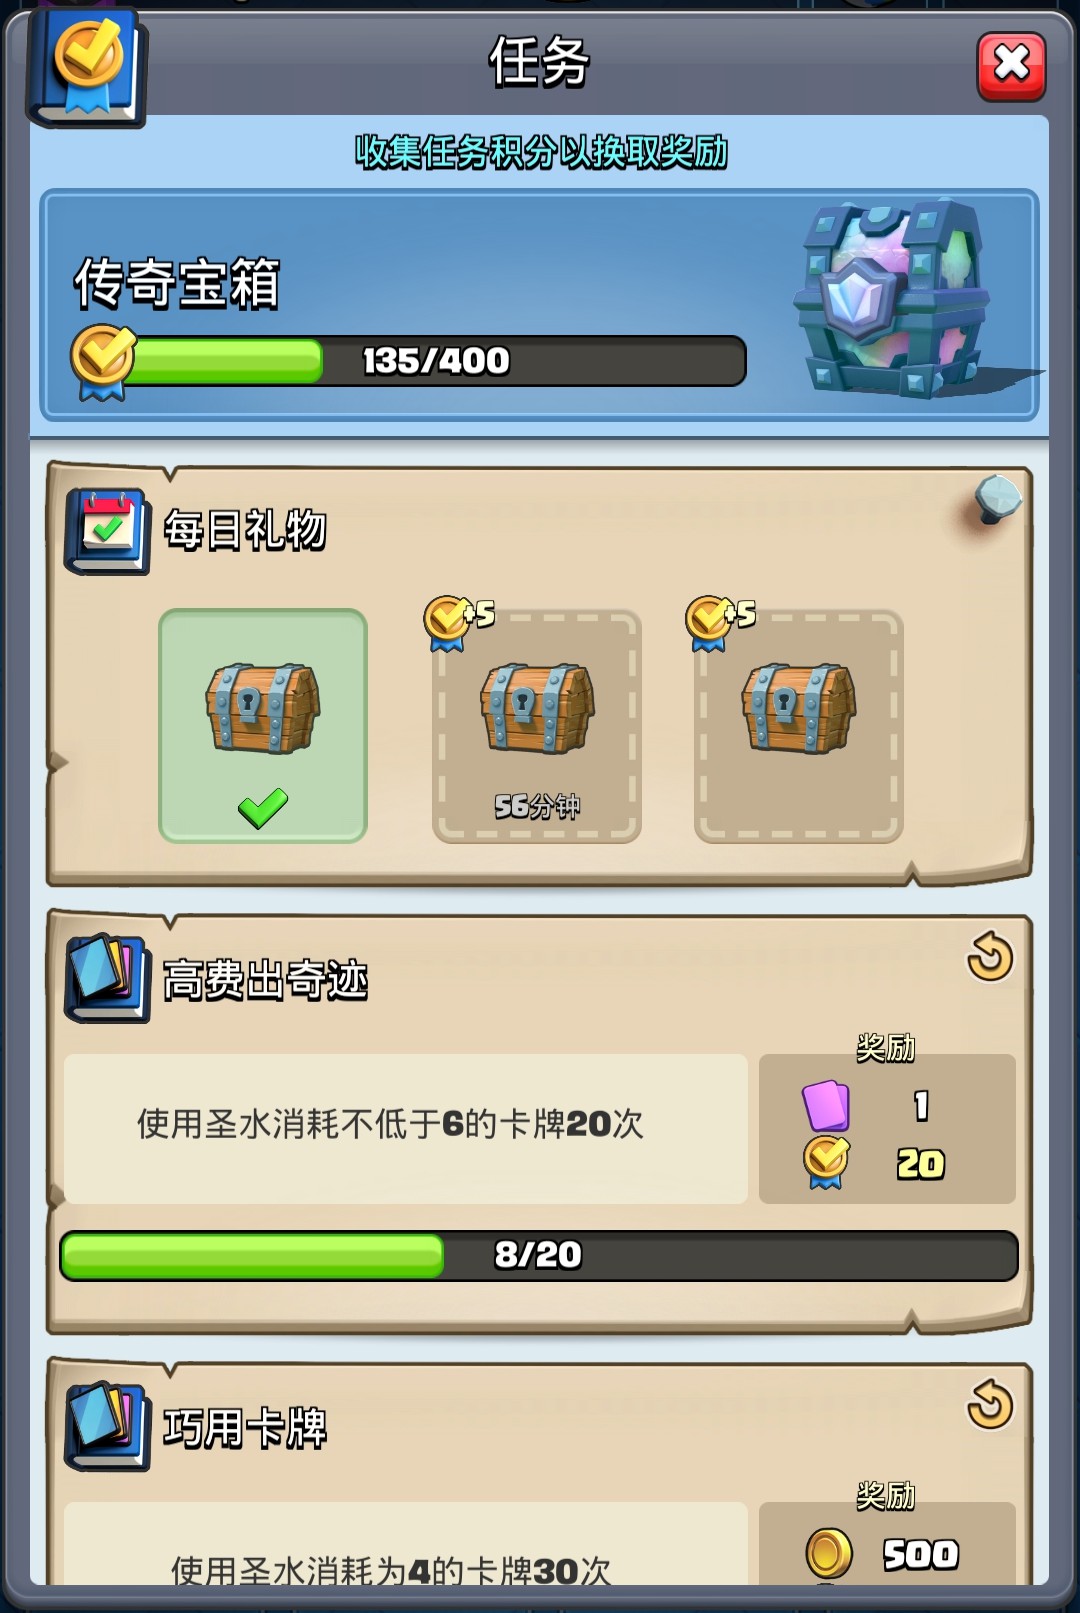 任务
收集任务积分以换取奖励
传奇宝箱
135/400
每日礼物
+5
+5
56分钟
高费出奇迹
奖励
使用圣水消耗不低于6的卡牌20次
1
20
8/20
巧用卡牌
奖励
使用圣水消耗为4的卡牌30次
500